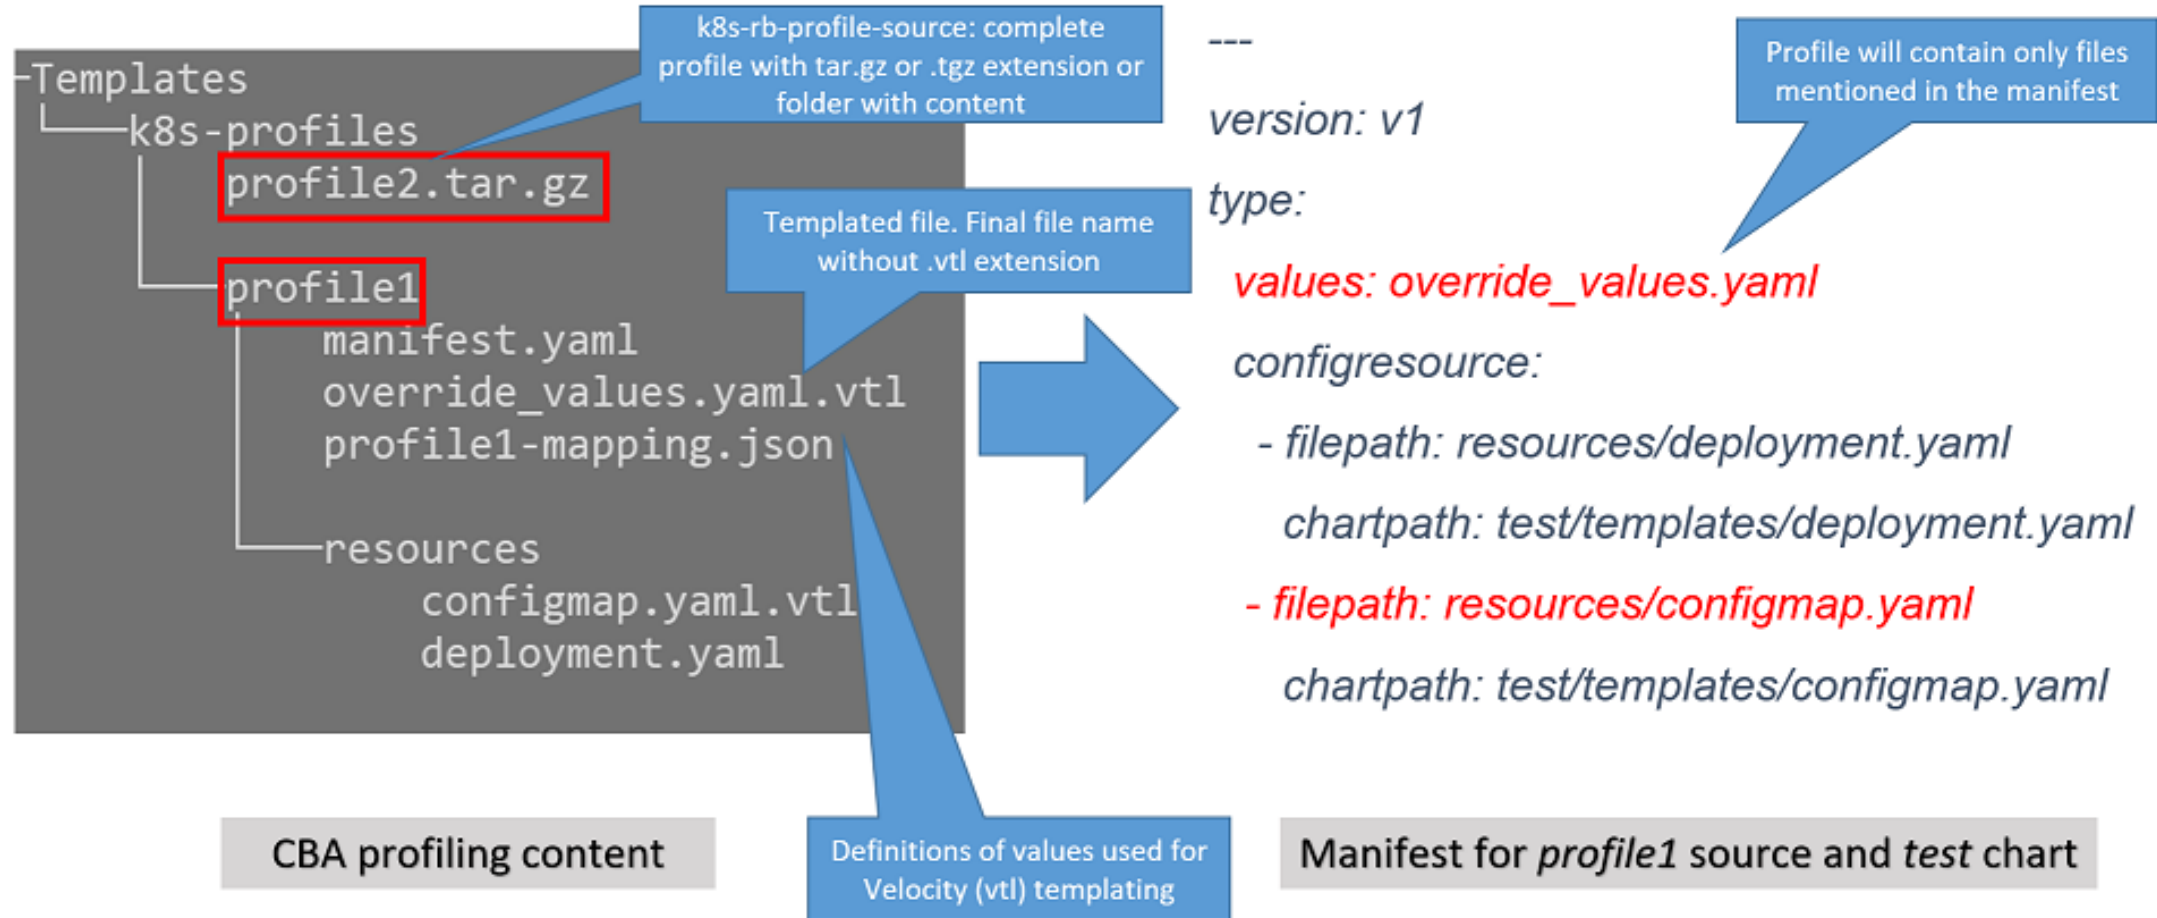 Templates
k8s-profiles
profile2.tar.gz
profile1
manifest.yaml
override_values.yaml.vtl
profile1-mapping.json
resources
configmap.yaml.vtl
deployment.yaml
k8s-rb-profile-source: complete
profile with tar.gz or .tgz extension or
folder with content
Templated file. Final file name
without .vtl extension
Definitions of values used for
Velocity (vtl) templating
CBA profiling content
---
version: v1
type:
values: override_values.yaml
configresource:
- filepath: resources/deployment.yaml
chartpath: test/templates/deployment.yaml
- filepath: resources/configmap.yaml
chartpath: test/templates/configmap.yaml
Profile will contain only files
mentioned in the manifest
Manifest for profile1 source and test chart